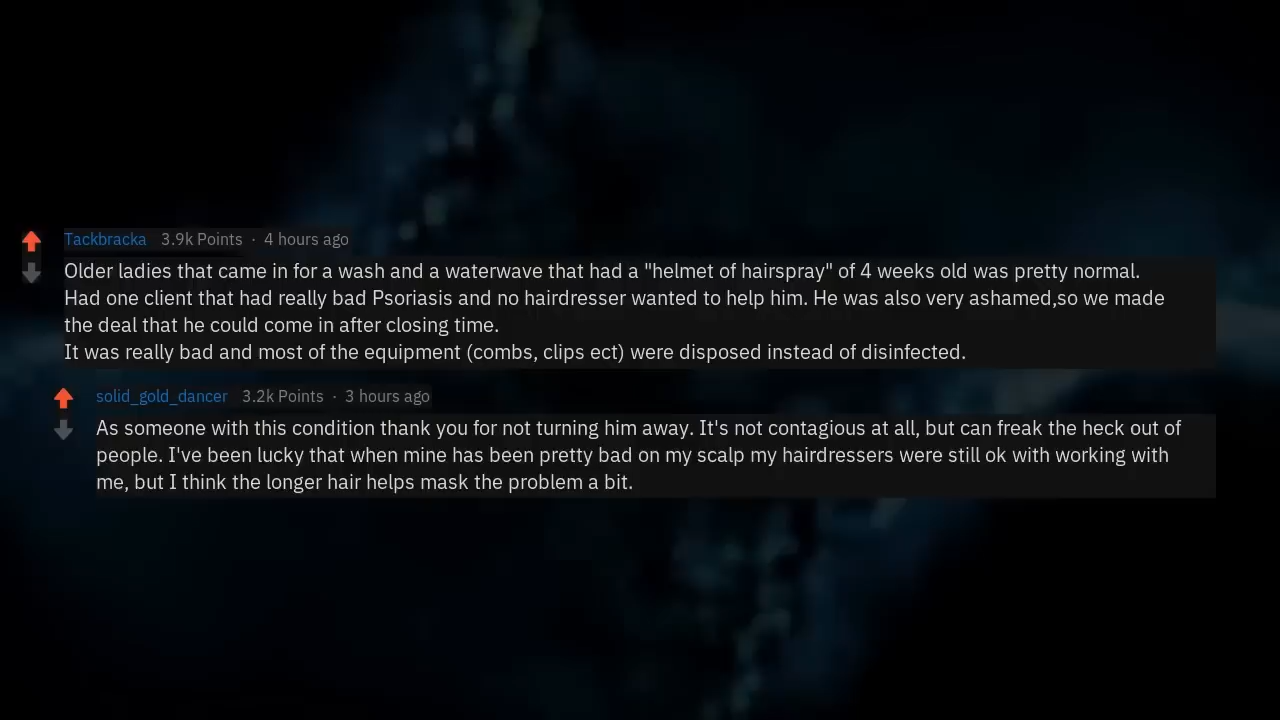 Tackbracka 3.9k Points · 4 hours ago
Older ladies that came in for a wash and a waterwave that had a "helmet of hairspray" of 4 weeks old was pretty normal.
Had one client that had really bad Psoriasis and no hairdresser wanted to help him. He was also very ashamed,so we made
the deal that he could come in after closing time.
It was really bad and most of the equipment (combs, clips ect) were disposed instead of disinfected.
solid_gold_dancer 3.2k Points · 3 hours ago
As someone with this condition thank you for not turning him away. It's not contagious at all, but can freak the heck out of
people. I've been lucky that when mine has been pretty bad on my scalp my hairdressers were still ok with working with
me, but I think the longer hair helps mask the problem a bit.